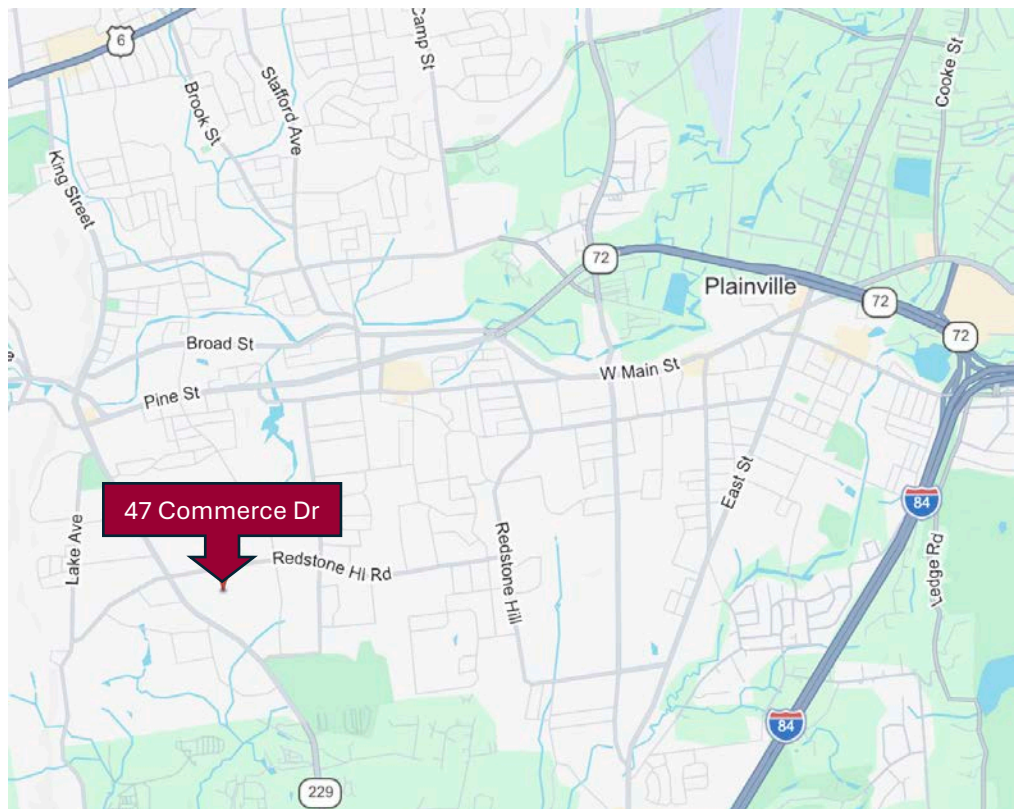 6
Camp St
Cooke St
Stafford Ave
Brook St
King Street
72
Plainville
72
72
Broad St
W Main St
Pine St
East St
84
47 Commerce Dr
Lake Ave
Redstone Hl Rd
Redstone Hill
Ledge Rd
84
229